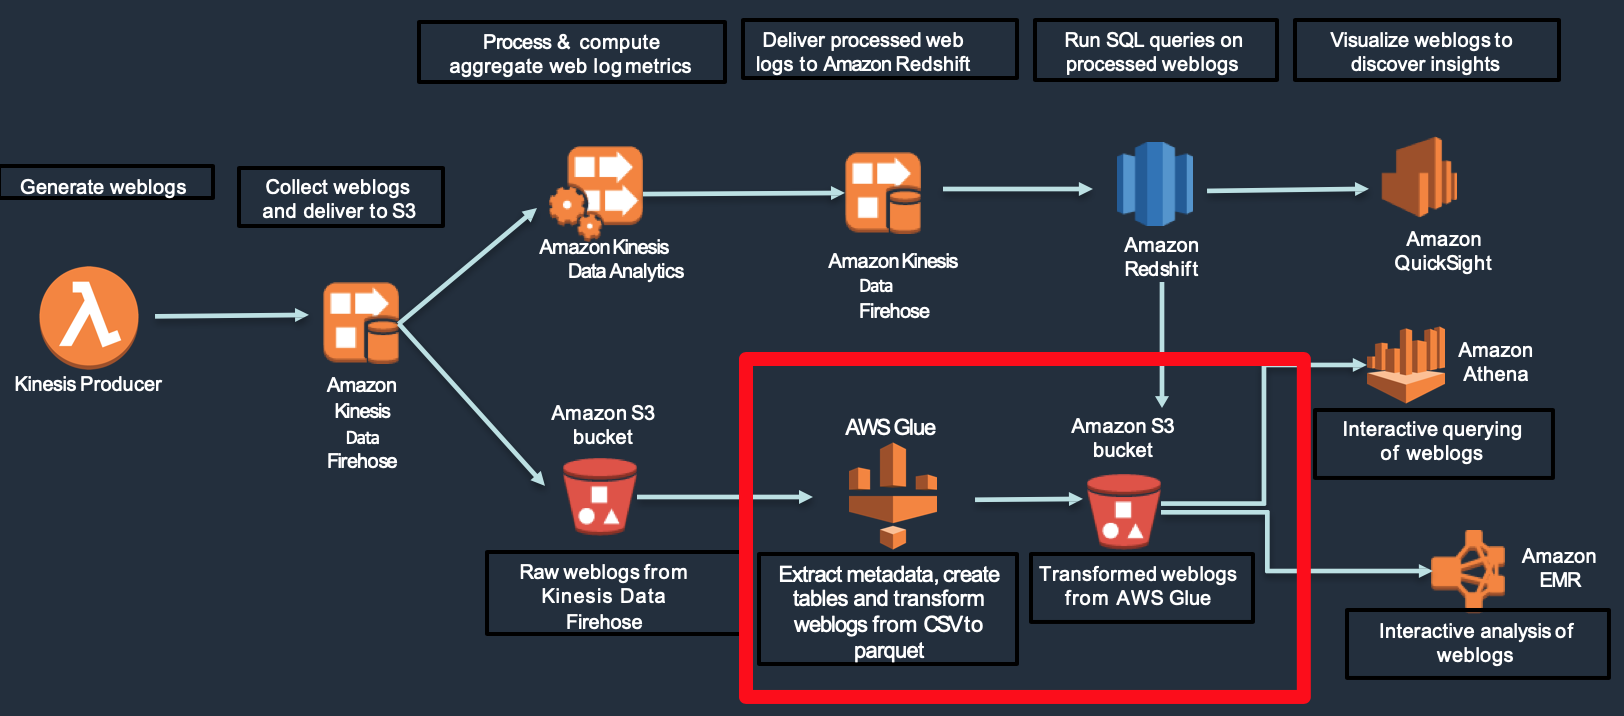 Process & compute
aggregate web log metrics
Deliver processed web
logs to Amazon Redshift
Run SQL queries on
processed weblogs
Visualize weblogs to
discover insights
Generate weblogs
Collect weblogs
and deliver to S3
Amazon Kinesis
Data Analytics
Amazon Kinesis
Data
Firehose
Amazon
Redshift
Amazon
QuickSight
Kinesis Producer
Amazon
Kinesis
Data
Firehose
Amazon S3
bucket
AWS Glue
Amazon S3
bucket
Amazon
Athena
Interactive querying
of weblogs
Raw weblogs from
Kinesis Data
Firehose
Extract metadata, create
tables and transform
weblogs from CSV to
parquet
Transformed weblogs
from AWS Glue
Amazon
EMR
Interactive analysis of
weblogs